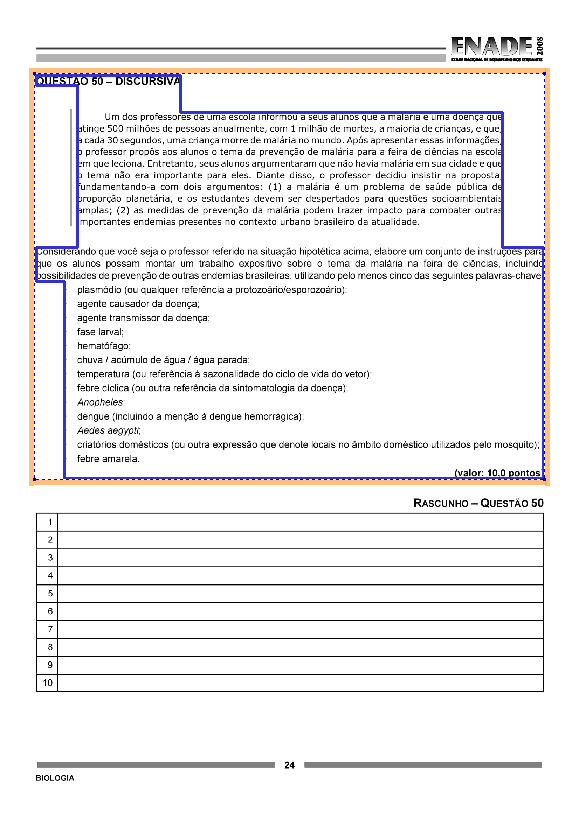 ENADE 2008
EXAME NACIONAL DE DESEMPENHO DOS ESTUDANTES
QUESTÃO 50 – DISCURSIVA
Um dos professores de uma escola informou a seus alunos que a malária é uma doença que
atinge 500 milhões de pessoas anualmente, com 1 milhão de mortes, a maioria de crianças, e que,
a cada 30 segundos, uma criança morre de malária no mundo. Após apresentar essas informações,
o professor propôs aos alunos o tema da prevenção de malária para a feira de ciências na escola
em que leciona. Entretanto, seus alunos argumentaram que não havia malária em sua cidade e que
o tema não era importante para eles. Diante disso, o professor decidiu insistir na proposta,
fundamentando-a com dois argumentos: (1) a malária é um problema de saúde pública de
proporção planetária, e os estudantes devem ser despertados para questões socioambientais
amplas; (2) as medidas de prevenção da malária podem trazer impacto para combater outras
importantes endemias presentes no contexto urbano brasileiro da atualidade.
Considerando que você seja o professor referido na situação hipotética acima, elabore um conjunto de instruções para
que os alunos possam montar um trabalho expositivo sobre o tema da malária na feira de ciências, incluindo
possibilidades de prevenção de outras endemias brasileiras, utilizando pelo menos cinco das seguintes palavras-chave:
plasmódio (ou qualquer referência a protozoário/esporozoário);
agente causador da doença;
agente transmissor da doença;
fase larval;
hematófago;
chuva / acúmulo de água / água parada;
temperatura (ou referência à sazonalidade do ciclo de vida do vetor);
febre cíclica (ou outra referência da sintomatologia da doença);
Anopheles;
dengue (incluindo a menção à dengue hemorrágica);
Aedes aegypti;
criatórios domésticos (ou outra expressão que denote locais no âmbito doméstico utilizados pelo mosquito);
febre amarela.
(valor: 10,0 pontos)
RASCUNHO – QUESTÃO 50
1
2
3
4
5
6
7
8
9
10
24
BIOLOGIA